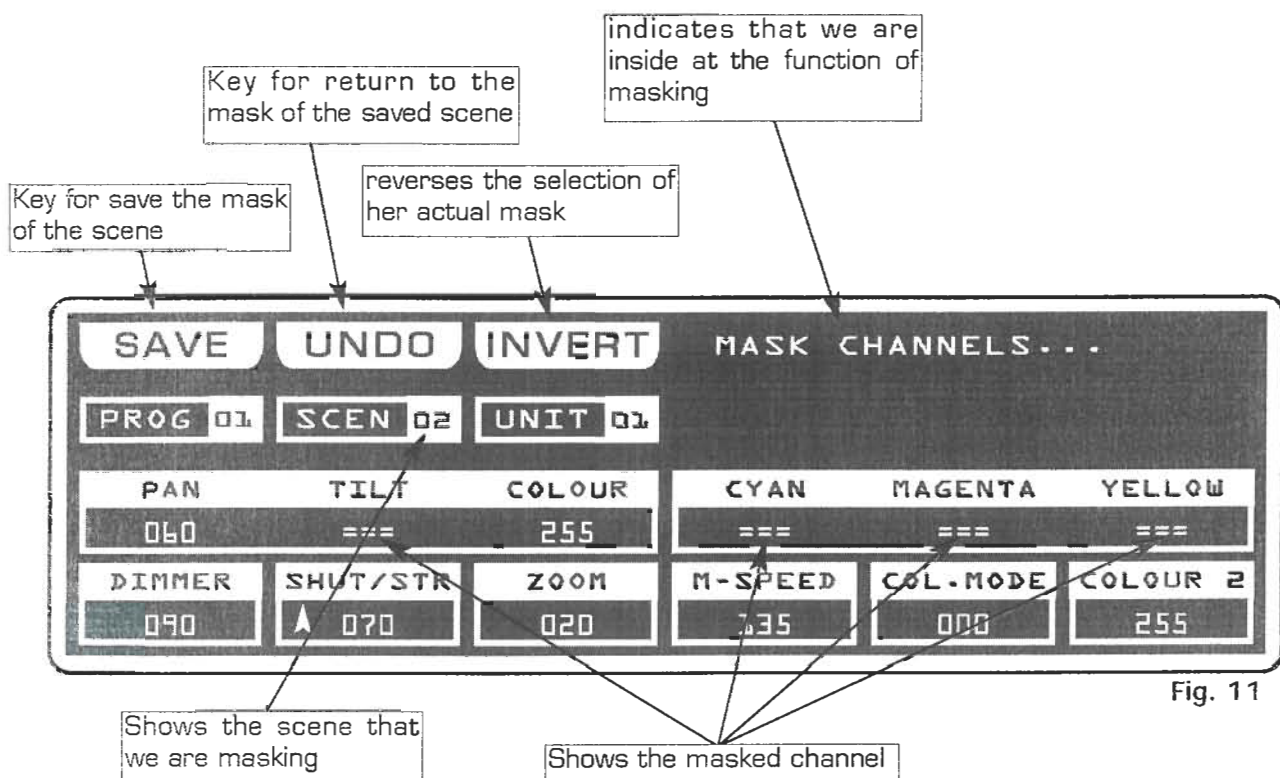 indicates that we are
inside at the function of
masking
Key for return to the
mask of the saved scene
reverses the selection of
her actual mask
Key for save the mask
of the scene
SAVE UNDO INVERT MASK CHANNELS...
PROG 01 SCEN 02 UNIT 01
PAN TILT COLOUR CYAN MAGENTA YELLOW
060 === 255 === === ===
DIMMER SHUT/STR ZOOM M-SPEED COL.MODE COLOUR 2
090 070 020 335 000 255
Fig. 11
Shows the scene that
we are masking
Shows the masked channel